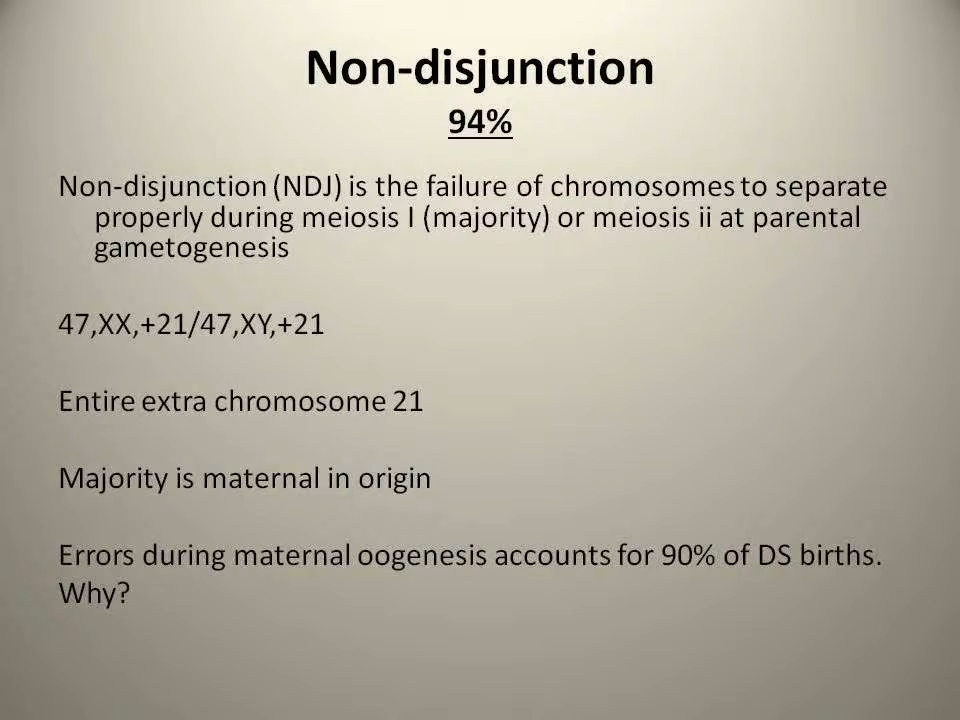 Non-disjunction
94%
Non-disjunction (NDJ) is the failure of chromosomes to separate
properly during meiosis I (majority) or meiosis ii at parental
gametogenesis
47,XX,+21/47,XY,+21
Entire extra chromosome 21
Majority is maternal in origin
Errors during maternal oogenesis accounts for 90% of DS births.
Why?